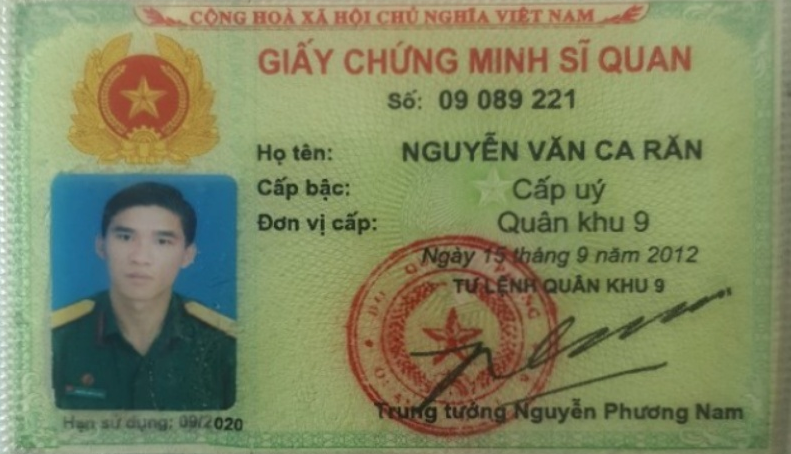 CỘNG HOÀ XÃ HỘI CHỦ NGHĨA VIỆT NAM
GIẤY CHỨNG MINH SĨ QUAN
Số: 09 089 221
Họ tên: NGUYỄN VĂN CA RĂN
Cấp bậc: Cấp uý
Đơn vị cấp: Quân khu 9
Ngày 15 tháng 9 năm 2012
TƯ LỆNH QUÂN KHU 9
Trung tướng Nguyễn Phương Nam
Hạn sử dụng: 09/2020